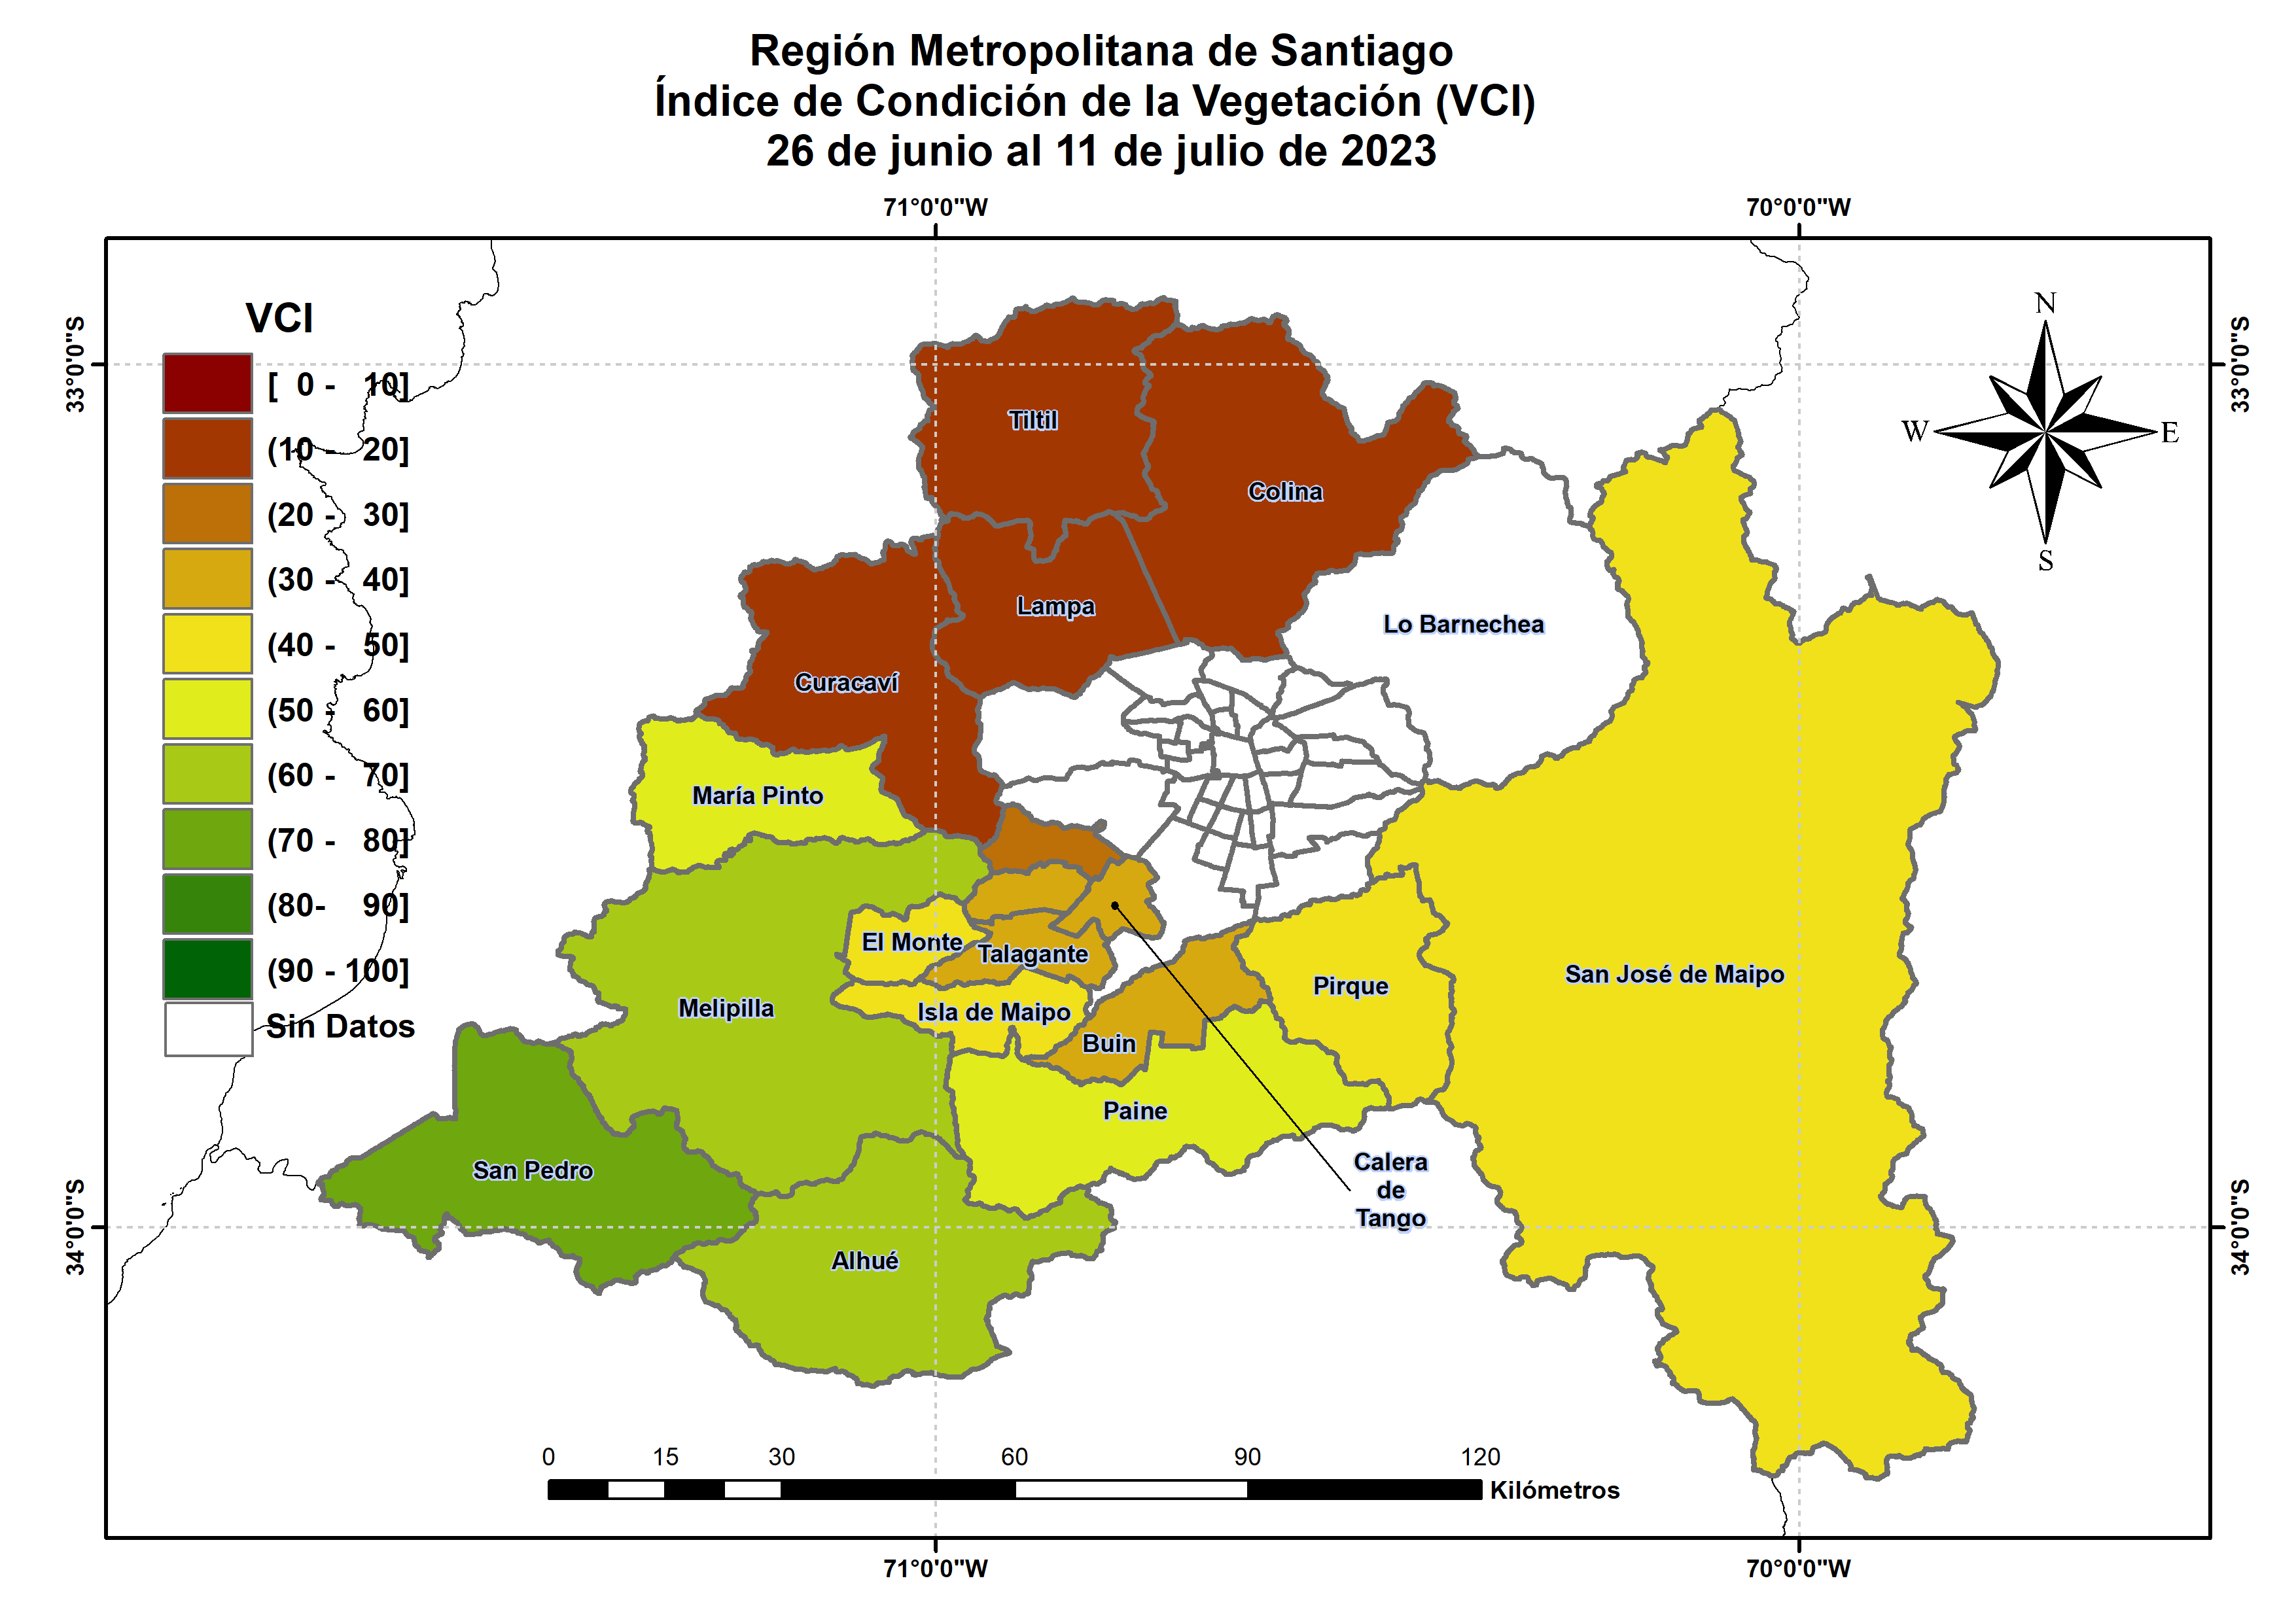 Región Metropolitana de Santiago
Índice de Condición de la Vegetación (VCI)
26 de junio al 11 de julio de 2023
71°0'0"W
70°0'0"W
33°0'0"S
33°0'0"S
VCI
[ 0 - 10]
(10 - 20]
(20 - 30]
(30 - 40]
(40 - 50]
(50 - 60]
(60 - 70]
(70 - 80]
(80- 90]
(90 - 100]
Sin Datos
N
W
E
S
Tiltil
Colina
Lampa
Lo Barnechea
Curacaví
María Pinto
El Monte
Talagante
San José de Maipo
Pirque
Melipilla
Isla de Maipo
Buin
Paine
San Pedro
Calera
de
Tango
Alhué
34°0'0"S
34°0'0"S
0 15 30 60 90 120
Kilómetros
71°0'0"W
70°0'0"W